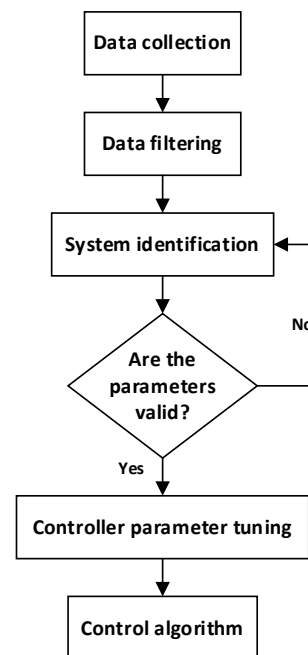 Data collection
Data filtering
System identification
No
Are the
parameters
valid?
Yes
Controller parameter tuning
Control algorithm